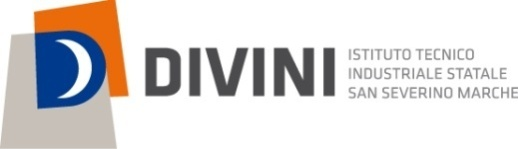 DIVINI
ISTITUTO TECNICO
INDUSTRIALE STATALE
SAN SEVERINO MARCHE